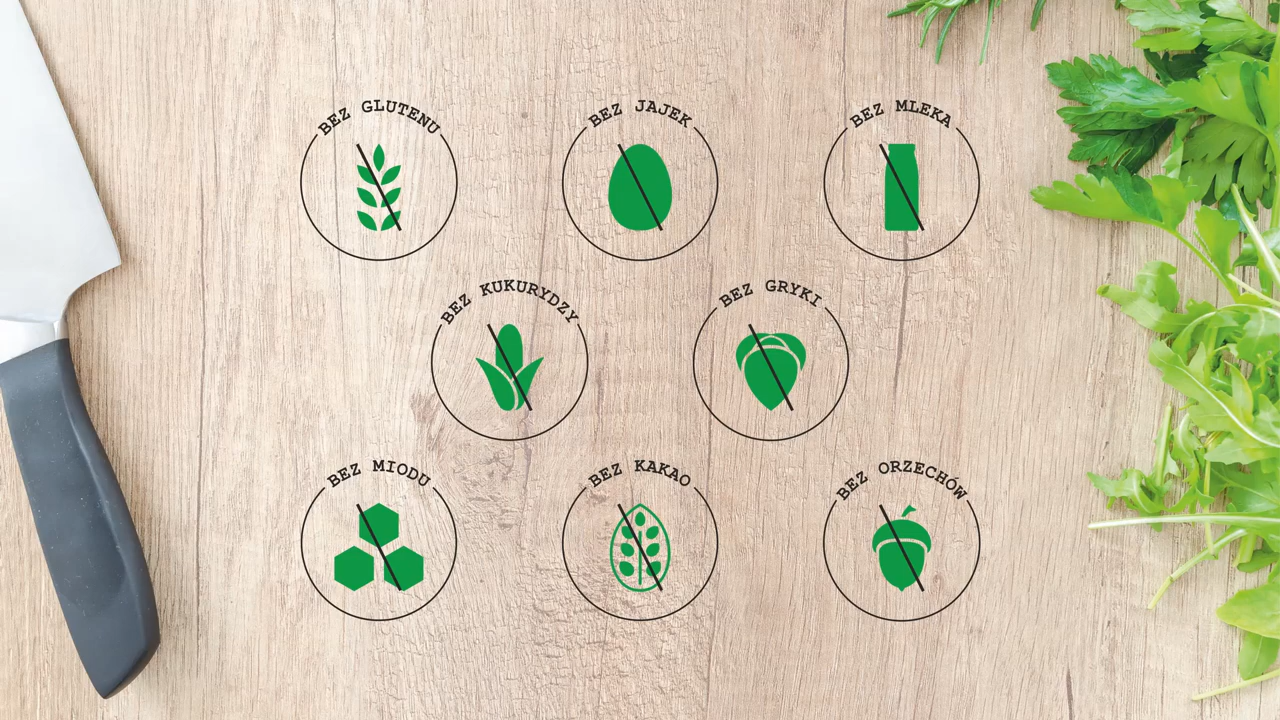 BEZ GLUTENU
BEZ JAJEK
BEZ MLEKA
BEZ KUKURYDZY
BEZ GRYKI
BEZ MIODU
BEZ KAKAO
BEZ ORZECHÓW